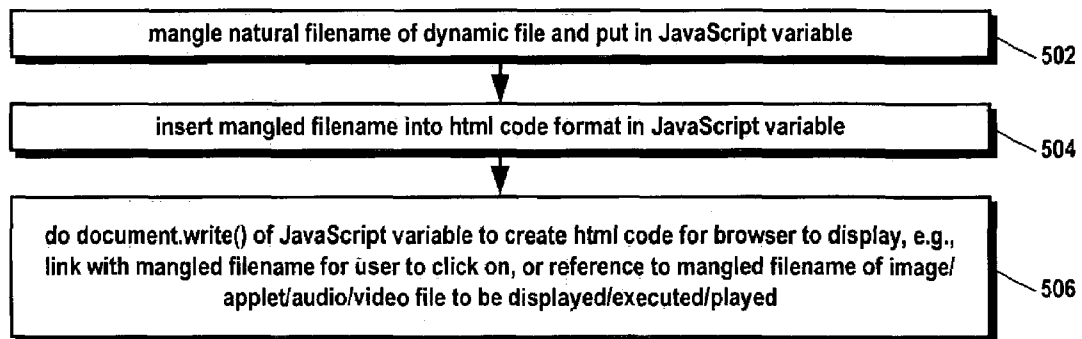 mangle natural filename of dynamic file and put in JavaScript variable
502
insert mangled filename into html code format in JavaScript variable
504
do document.write() of JavaScript variable to create html code for browser to display, e.g.,
link with mangled filename for user to click on, or reference to mangled filename of image/
applet/audio/video file to be displayed/executed/played
506